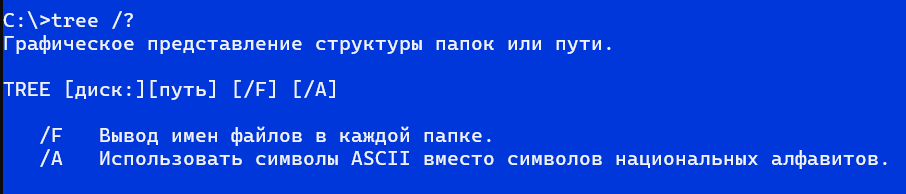 C:\>tree /?
Графическое представление структуры папок или пути.
TREE [диск:][путь] [/F] [/A]
/F   Вывод имен файлов в каждой папке.
/A   Использовать символы ASCII вместо символов национальных алфавитов.